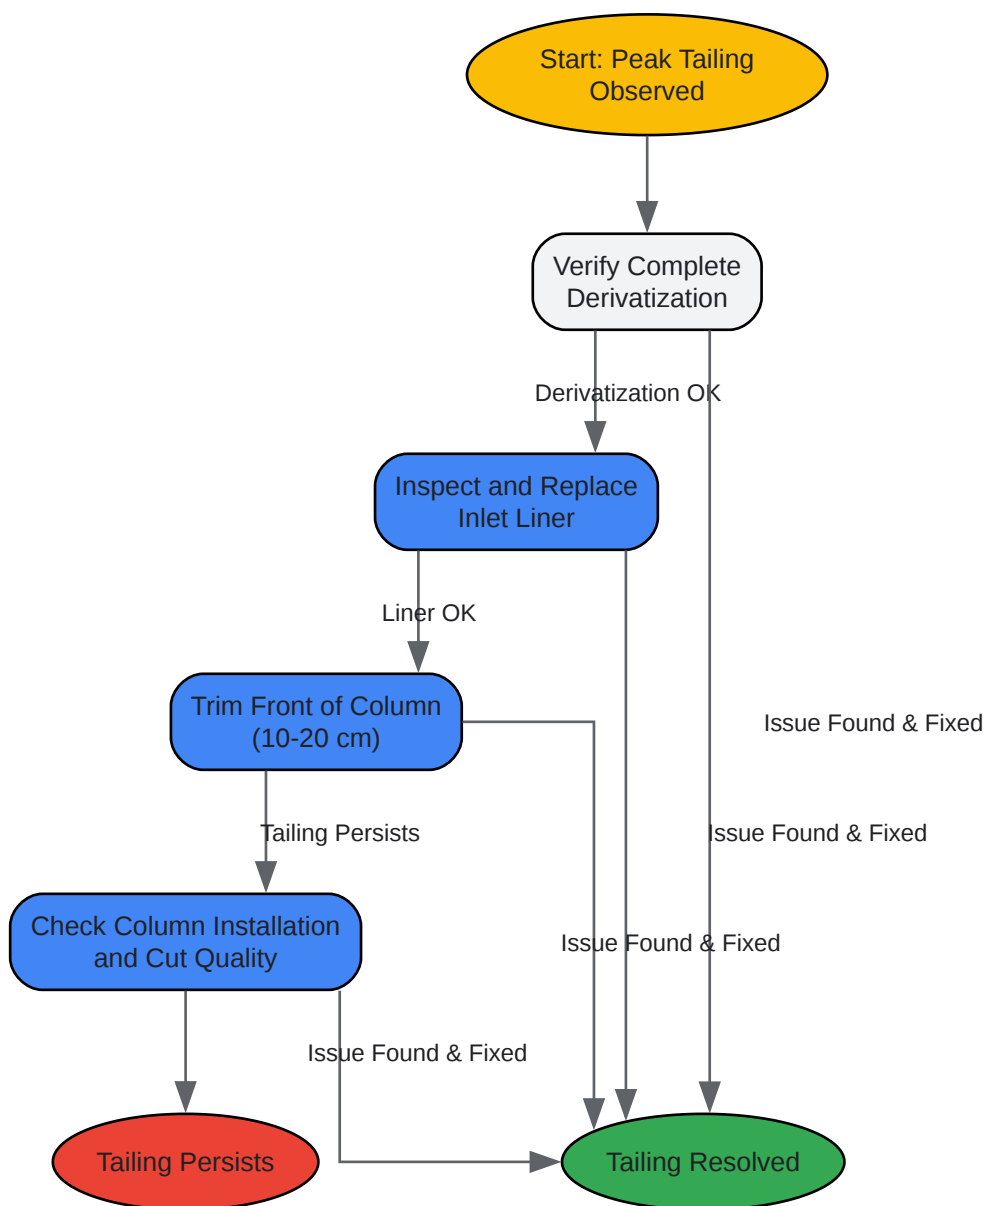 Start: Peak Tailing
Observed
Verify Complete
Derivatization
Derivatization OK
Inspect and Replace
Inlet Liner
Liner OK
Trim Front of Column
(10-20 cm)
Issue Found & Fixed
Tailing Persists
Issue Found & Fixed
Check Column Installation
and Cut Quality
Issue Found & Fixed
Issue Found & Fixed
Tailing Persists
Tailing Resolved